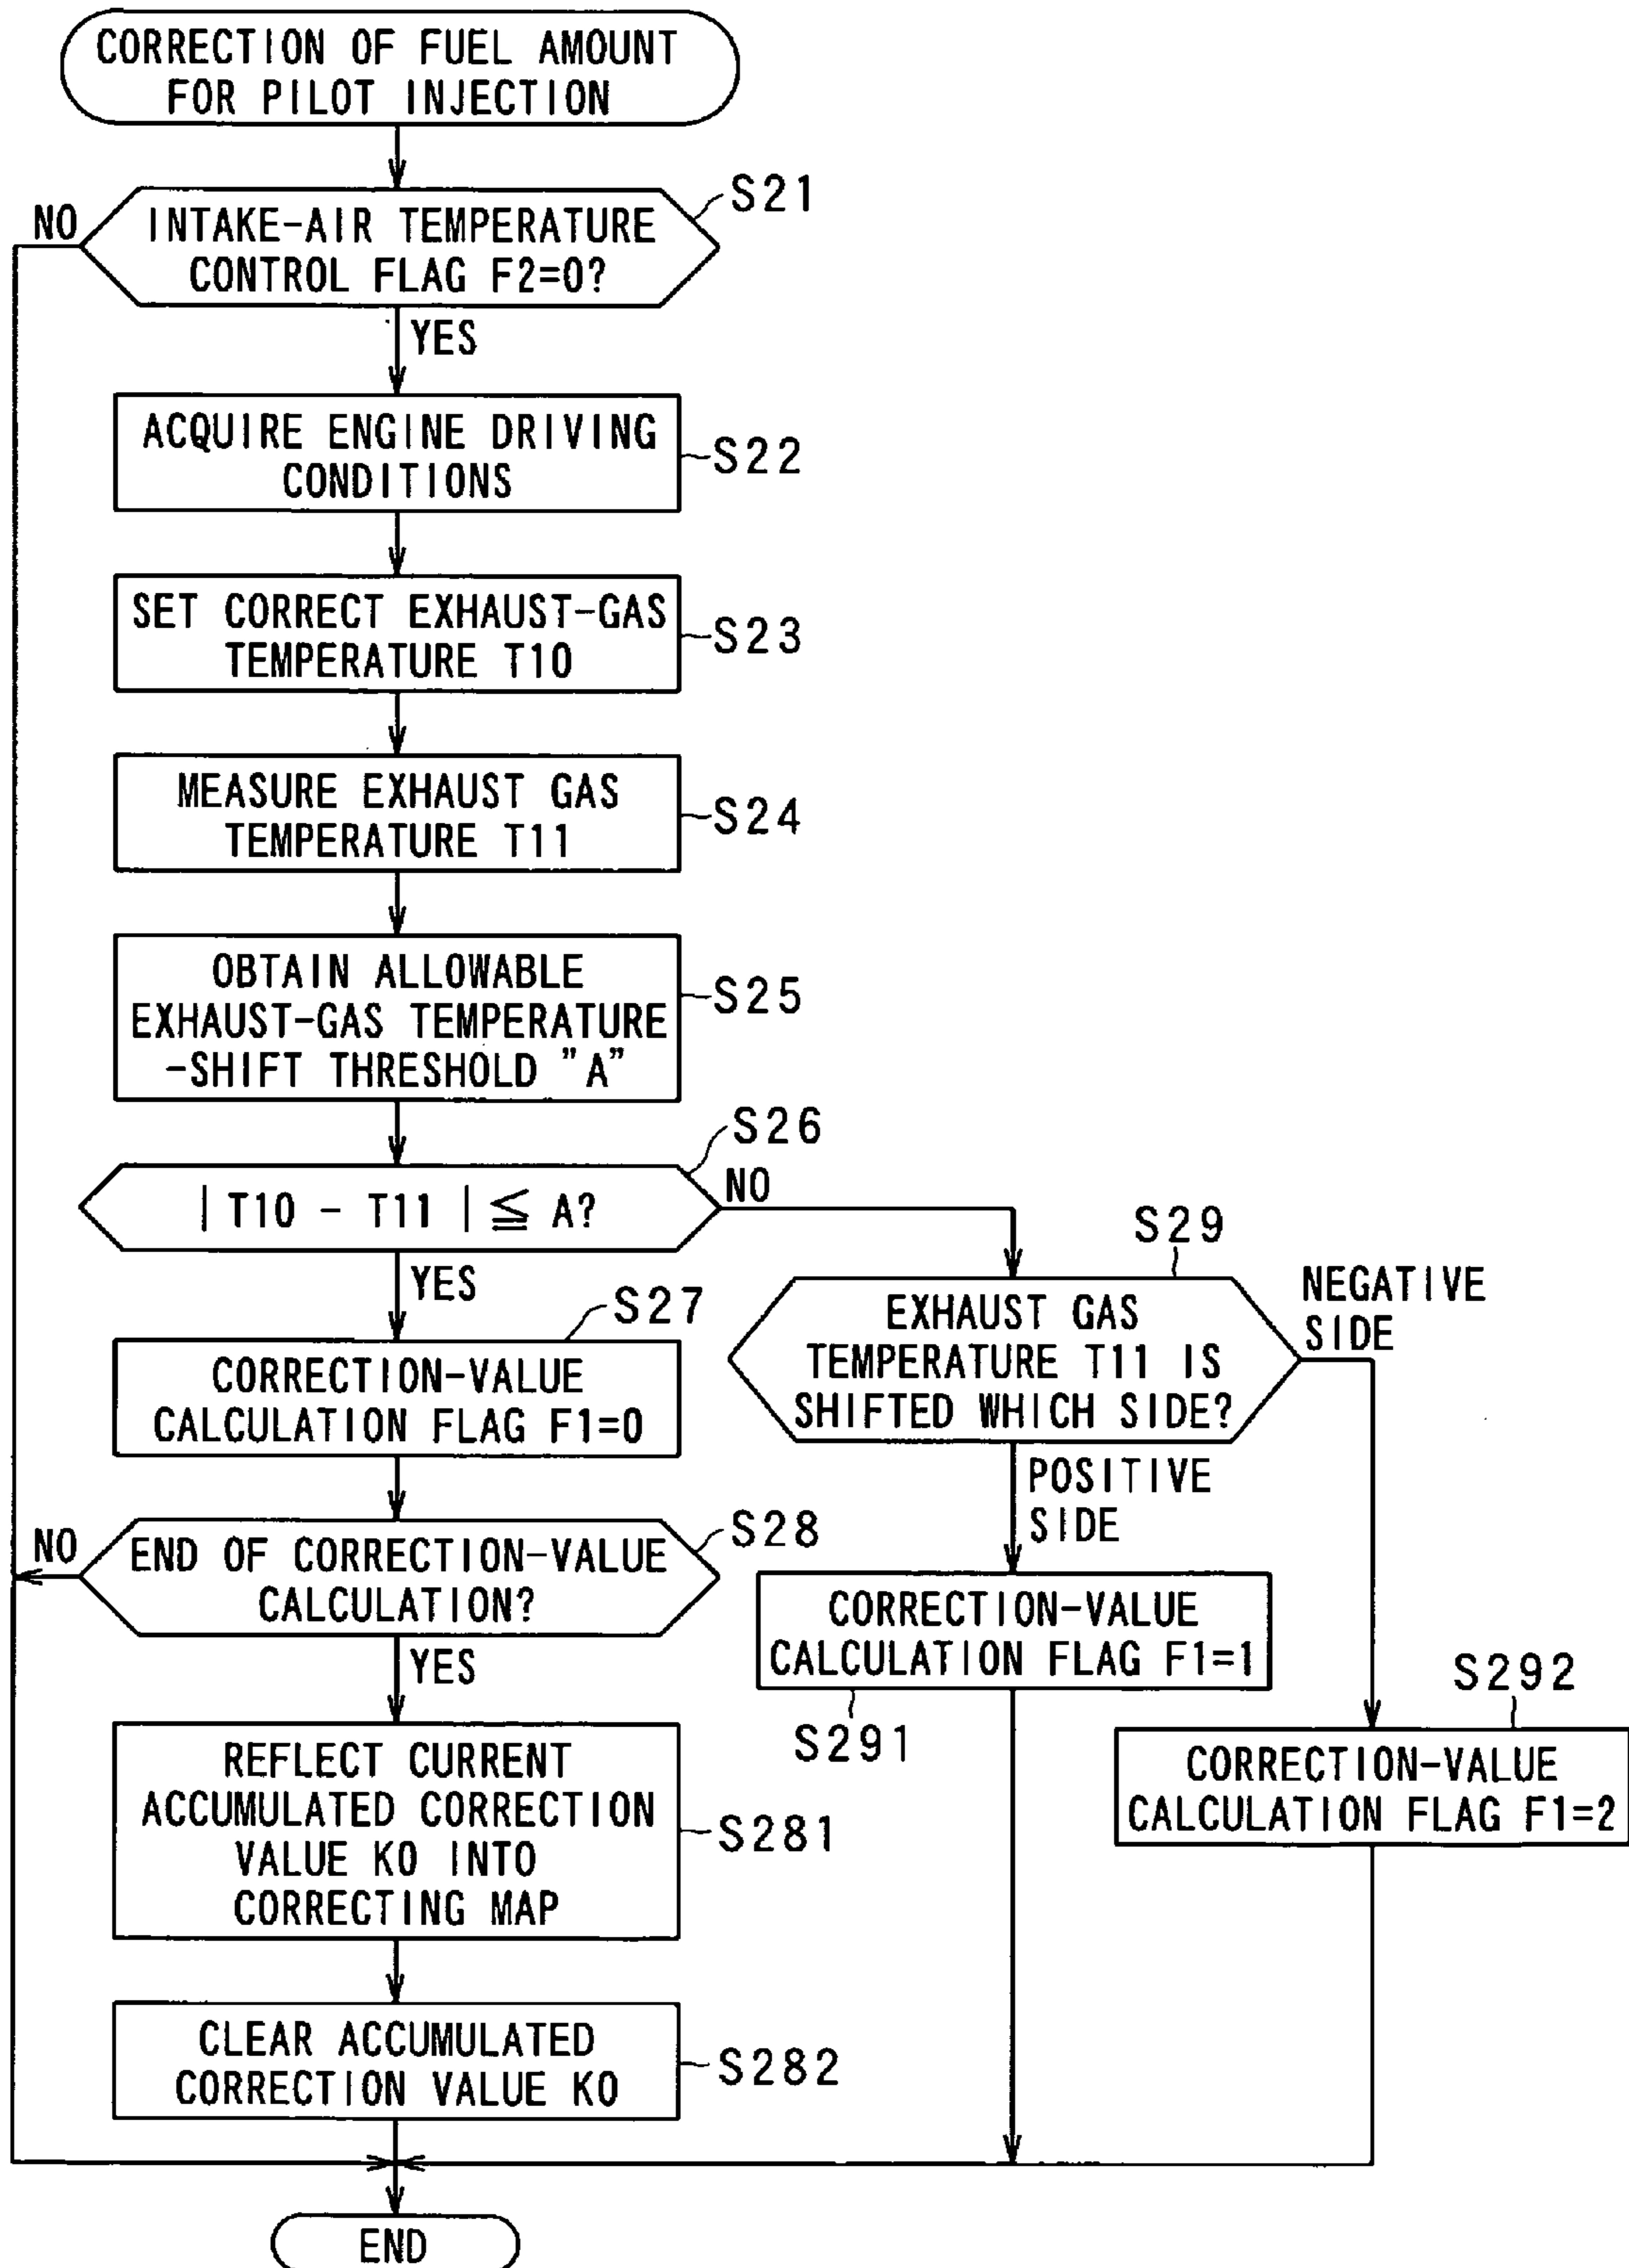 CORRECTION OF FUEL AMOUNT
FOR PILOT INJECTION
S21
NO
INTAKE-AIR TEMPERATURE
CONTROL FLAG F2=0?
YES
ACQUIRE ENGINE DRIVING
CONDITIONS
S22
SET CORRECT EXHAUST-GAS
TEMPERATURE T10
S23
MEASURE EXHAUST GAS
TEMPERATURE T11
S24
OBTAIN ALLOWABLE
EXHAUST-GAS TEMPERATURE
-SHIFT THRESHOLD "A"
S25
S26
| T10 - T11 | ≦ A?
NO
YES
S29
EXHAUST GAS
TEMPERATURE T11 IS
SHIFTED WHICH SIDE?
NEGATIVE
SIDE
S27
CORRECTION-VALUE
CALCULATION FLAG F1=0
POSITIVE
SIDE
S28
NO
END OF CORRECTION-VALUE
CALCULATION?
YES
CORRECTION-VALUE
CALCULATION FLAG F1=1
S291
S292
CORRECTION-VALUE
CALCULATION FLAG F1=2
REFLECT CURRENT
ACCUMULATED CORRECTION
VALUE K0 INTO
CORRECTING MAP
S281
CLEAR ACCUMULATED
CORRECTION VALUE K0
S282
END